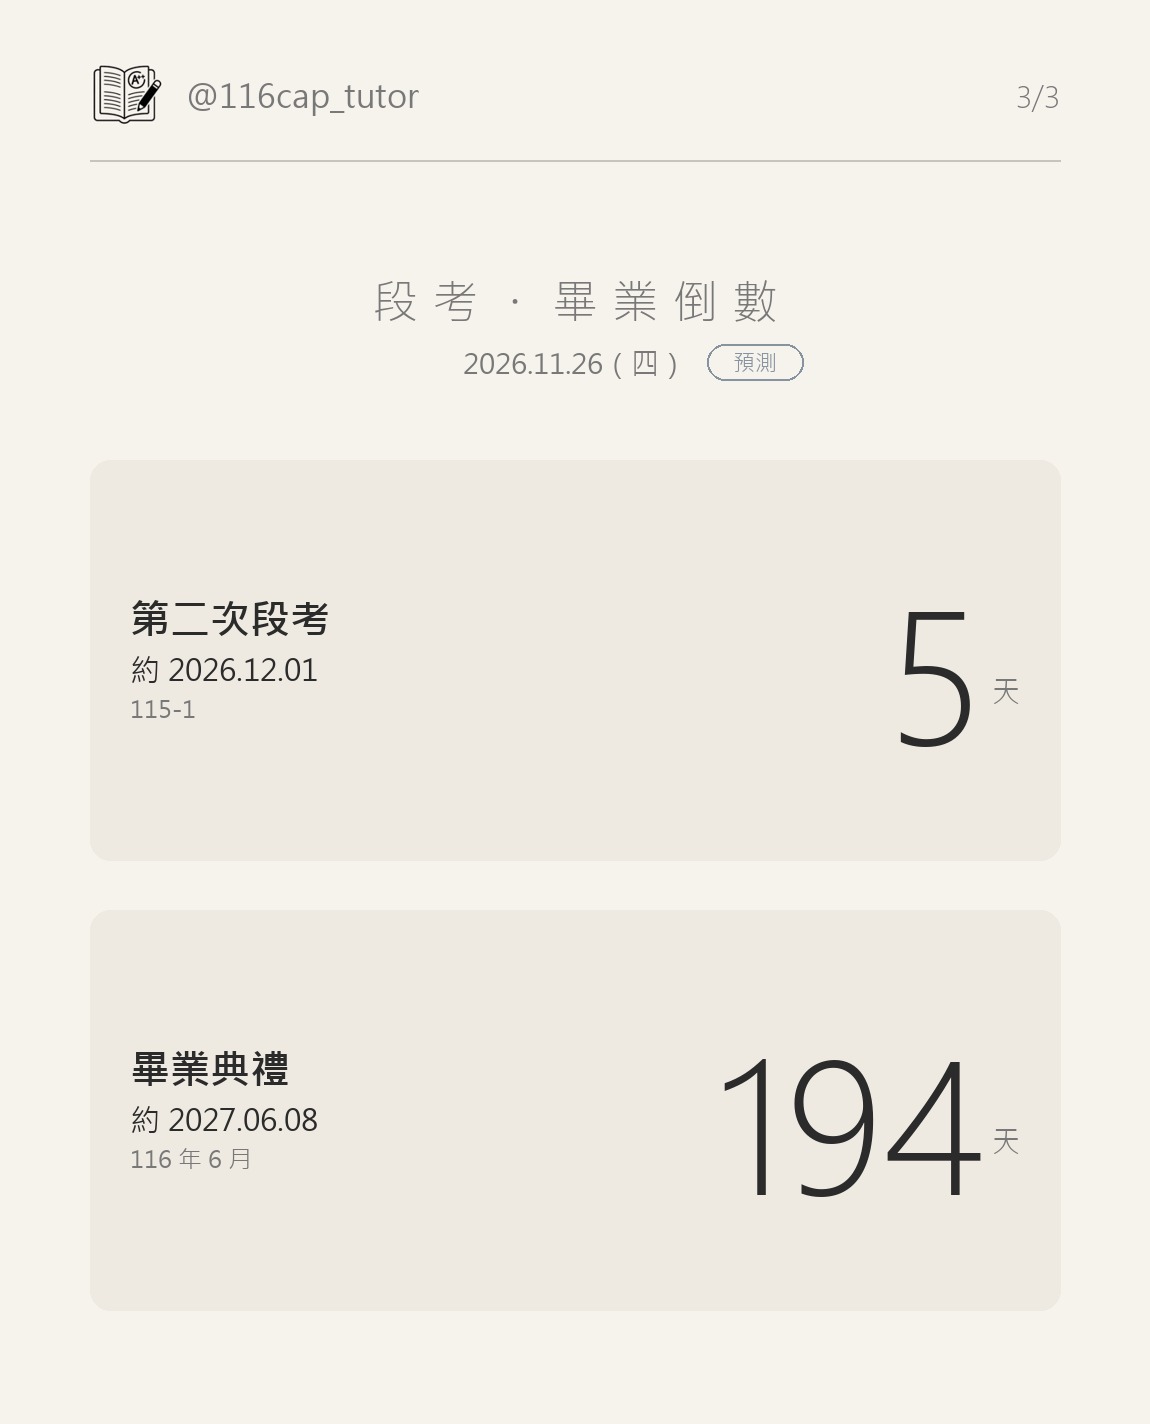 @116cap_tutor
3/3
段考·畢業倒數
2026.11.26（四） 預測
第二次段考
約 2026.12.01
115-1
5 天
畢業典禮
約 2027.06.08
116 年 6 月
194 天
A++